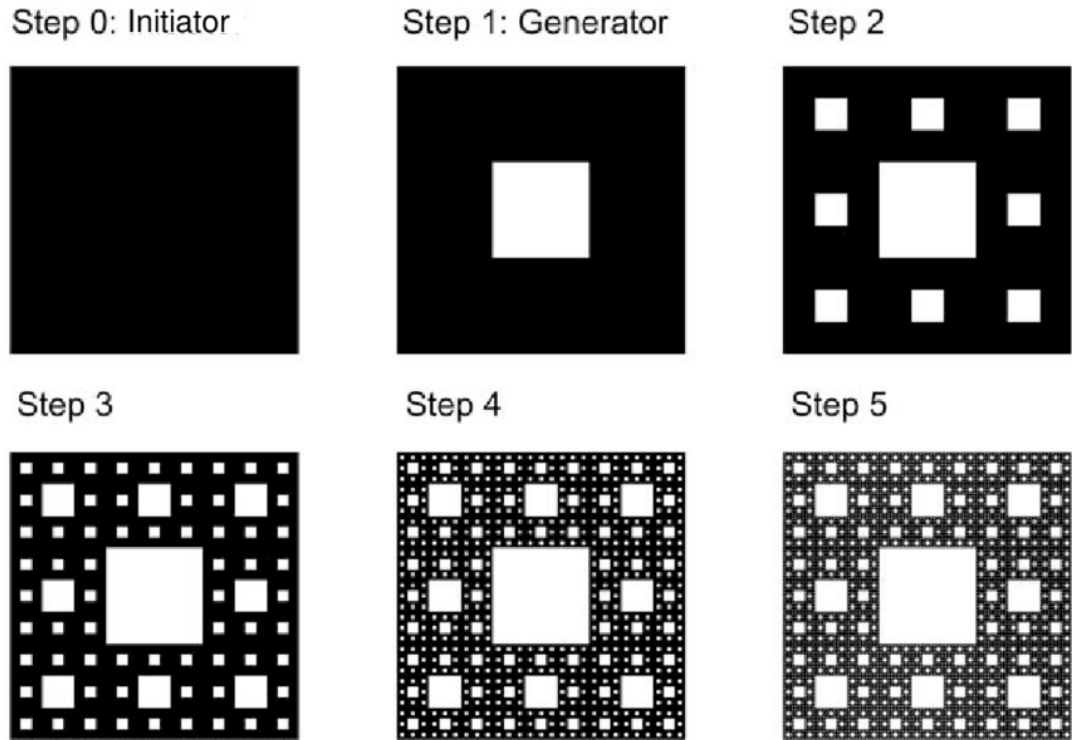 Step 0: Initiator
Step 1: Generator
Step 2
Step 3
Step 4
Step 5